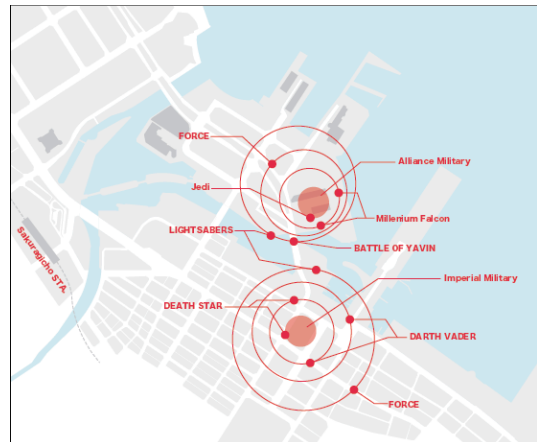 FORCE
Alliance Military
Jedi
Millenium Falcon
LIGHTSABERS
BATTLE OF YAVIN
Sakuragicho STA.
Imperial Military
DEATH STAR
DARTH VADER
FORCE